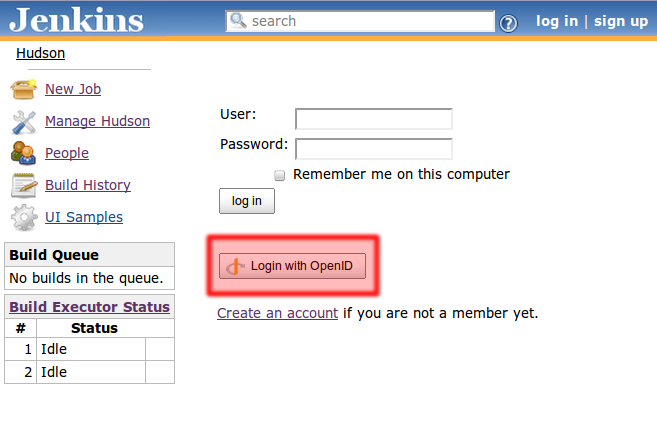 Jenkins
search
?
log in | sign up
Hudson
New Job
Manage Hudson
People
Build History
UI Samples
Build Queue
No builds in the queue.
Build Executor Status
# Status
1 Idle
2 Idle
User:
Password:
Remember me on this computer
log in
Login with OpenID
Create an account if you are not a member yet.